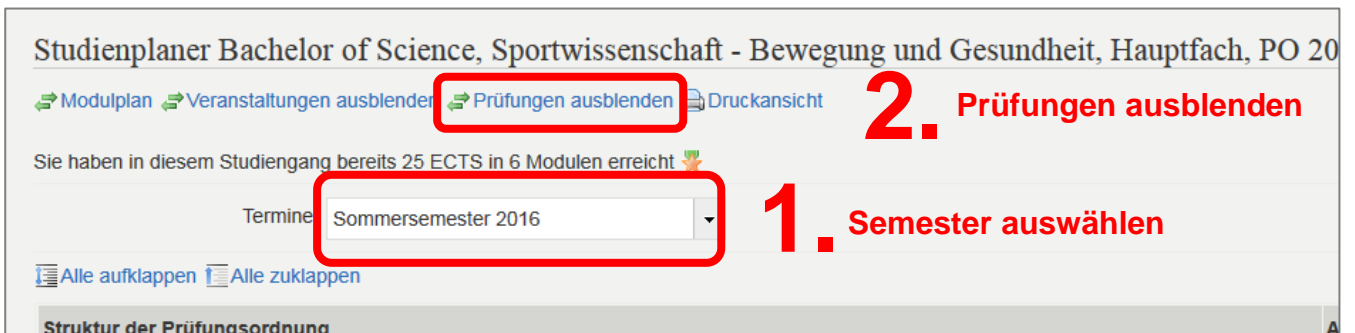 Studienplaner Bachelor of Science, Sportwissenschaft - Bewegung und Gesundheit, Hauptfach, PO 20
Modulplan Veranstaltungen ausblenden Prüfungen ausblenden Druckansicht
2. Prüfungen ausblenden
Sie haben in diesem Studiengang bereits 25 ECTS in 6 Modulen erreicht
Termine Sommersemester 2016
1. Semester auswählen
Alle aufklappen Alle zuklappen
Struktur der Prüfungsordnung A